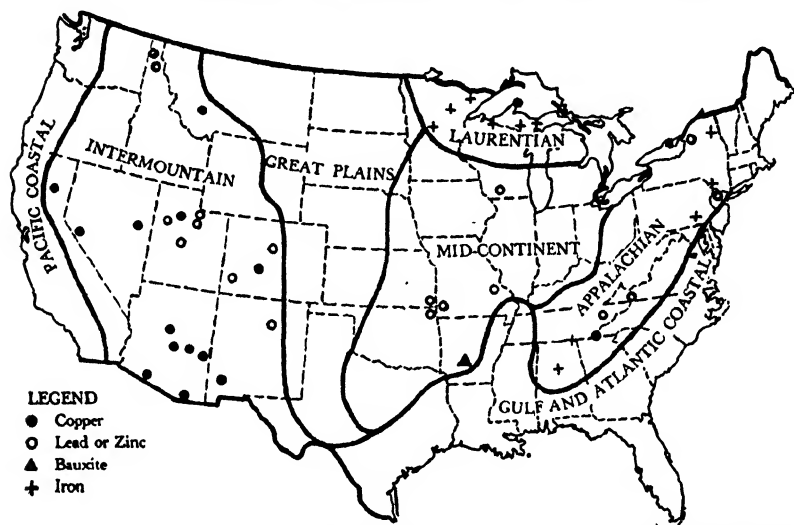 LAURENTIAN
INTERMOUNTAIN
GREAT PLAINS
PACIFIC COASTAL
MID-CONTINENT
APPALACHIAN
GULF AND ATLANTIC COASTAL
LEGEND
Copper
Lead or Zinc
Bauxite
Iron